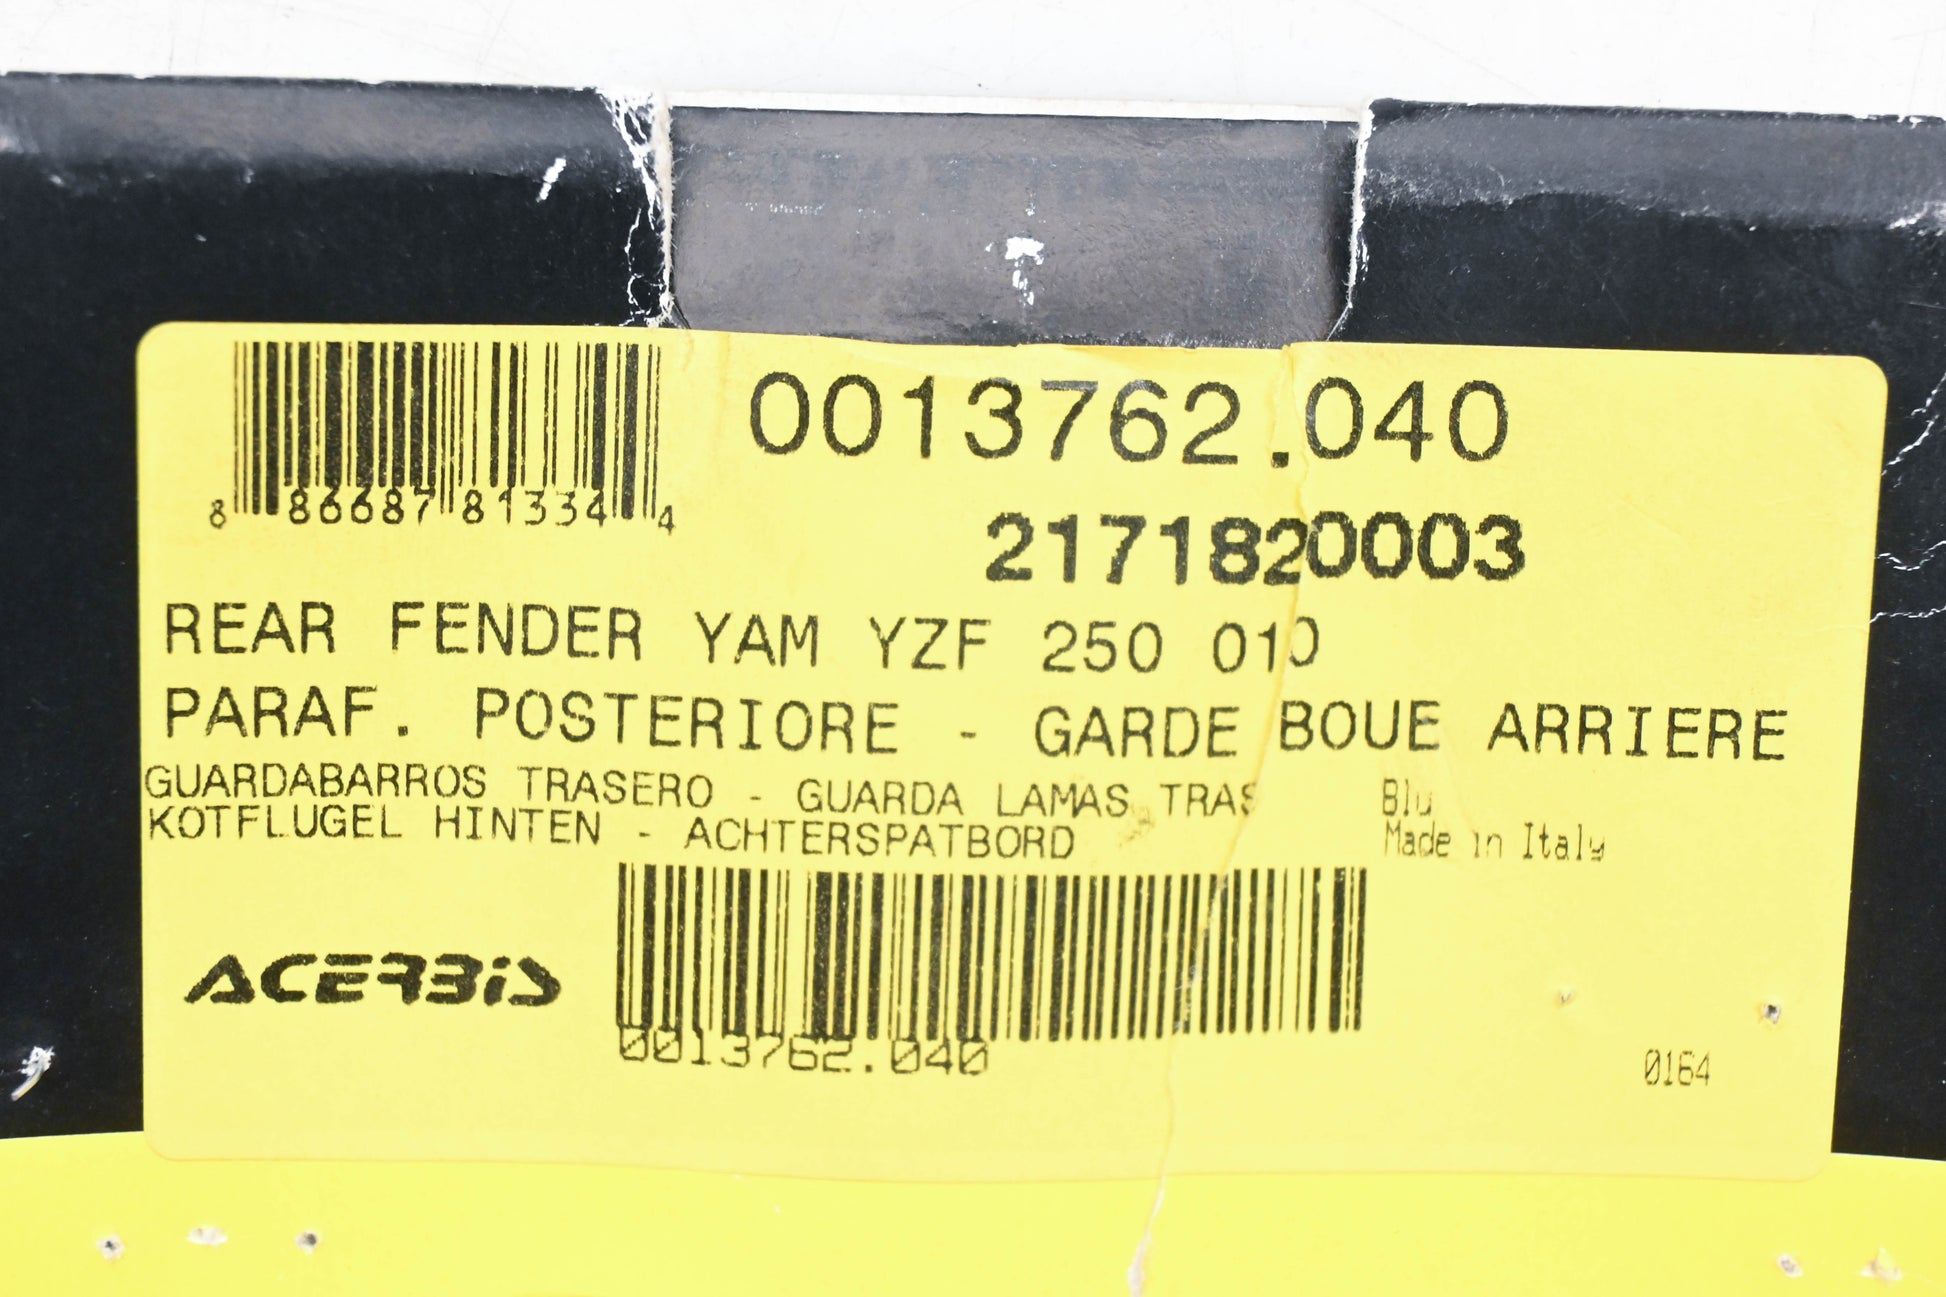 0013762.040
8 86687 81334 4
2171820003
REAR FENDER YAM YZF 250 010
PARAF. POSTERIORE - GARDE BOUE ARRIERE
GUARDABARROS TRASERO - GUARDA LAMAS TRAS
Blu
KOTFLUGEL HINTEN - ACHTERSPATBORD
Made in Italy
ACERBIS
0013762.040
0164